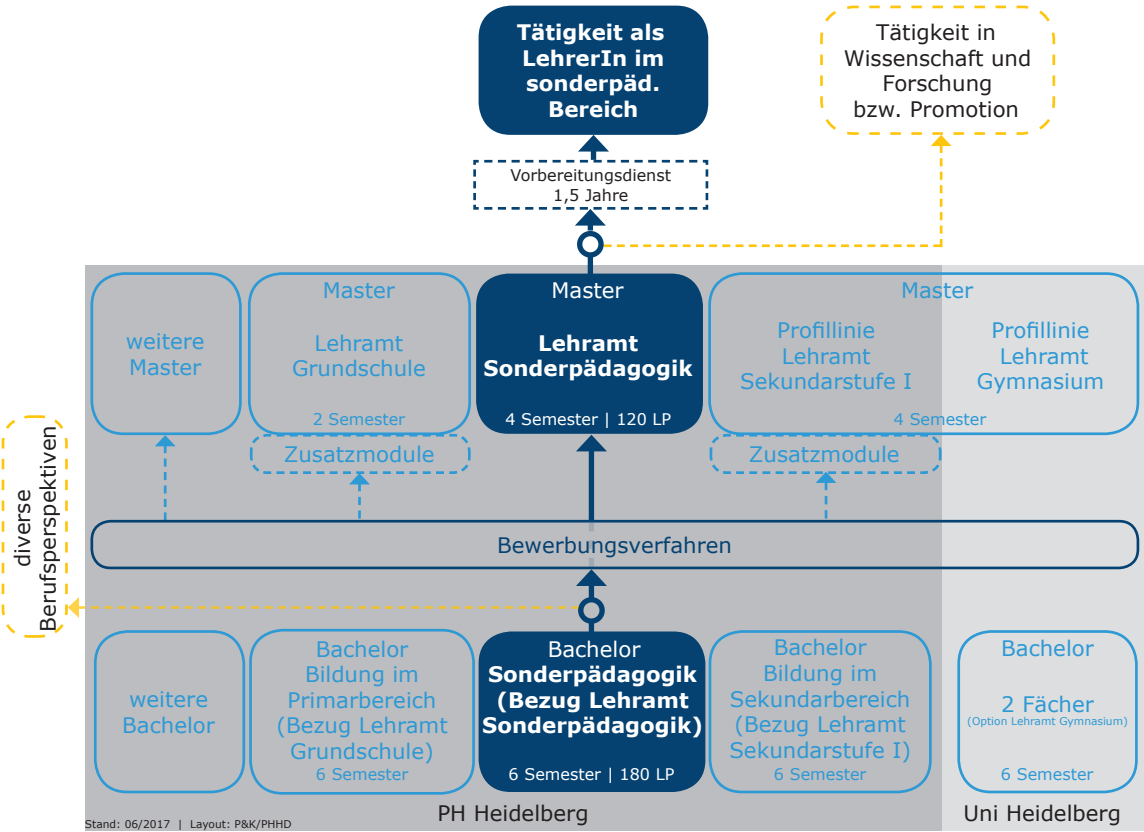 Tätigkeit als
LehrerIn im
sonderpäd.
Bereich
Tätigkeit in
Wissenschaft und
Forschung
bzw. Promotion
Vorbereitungsdienst
1,5 Jahre
weitere
Master
Master
Lehramt
Grundschule
2 Semester
Zusatzmodule
Master
Lehramt
Sonderpädagogik
4 Semester | 120 LP
Master
Profillinie
Lehramt
Sekundarstufe I
Profillinie
Lehramt
Gymnasium
4 Semester
Zusatzmodule
diverse
Berufsperspektiven
Bewerbungsverfahren
weitere
Bachelor
Bachelor
Bildung im
Primarbereich
(Bezug Lehramt
Grundschule)
6 Semester
Bachelor
Sonderpädagogik
(Bezug Lehramt
Sonderpädagogik)
6 Semester | 180 LP
Bachelor
Bildung im
Sekundarbereich
(Bezug Lehramt
Sekundarstufe I)
6 Semester
Bachelor
2 Fächer
(Option Lehramt Gymnasium)
6 Semester
PH Heidelberg
Uni Heidelberg
Stand: 06/2017 | Layout: P&K/PHHD